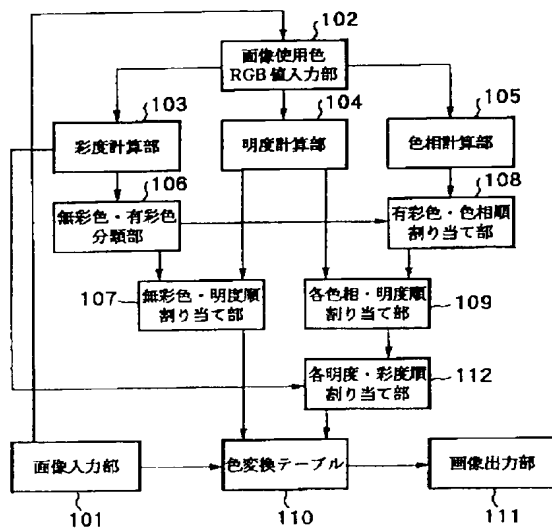 102
画像使用色
RGB値入力部
103
104
105
彩度計算部
明度計算部
色相計算部
106
108
無彩色・有彩色
分類部
有彩色・色相順
割り当て部
107
無彩色・明度順
割り当て部
各色相・明度順
割り当て部
109
各明度・彩度順
割り当て部
112
画像入力部
色変換テーブル
画像出力部
101
110
111